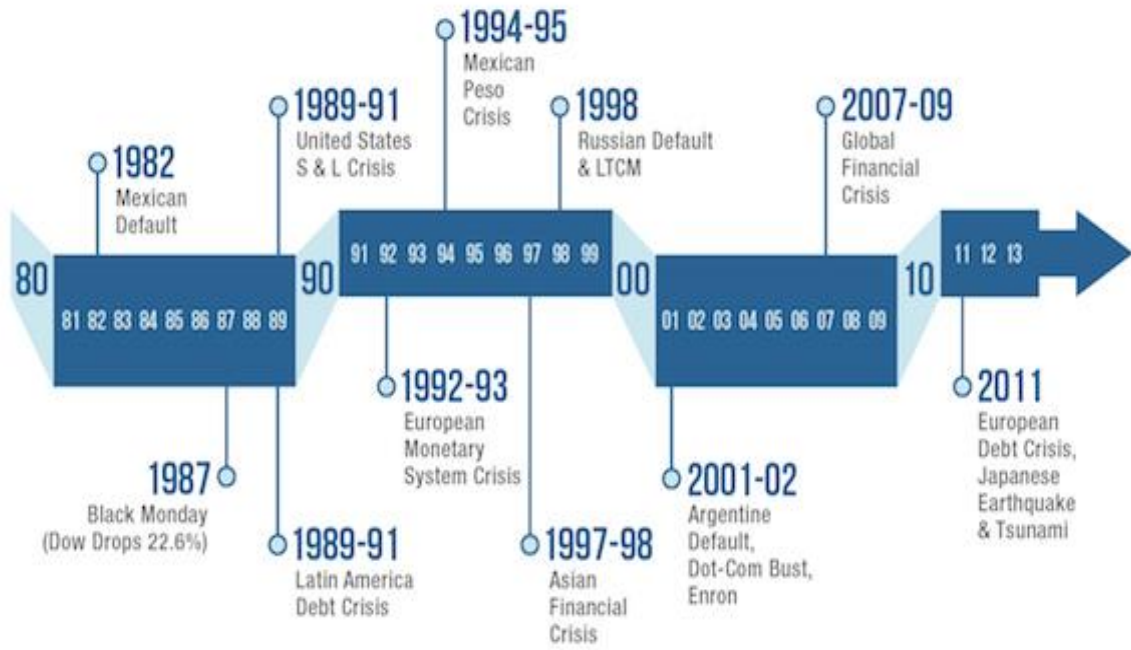 1994-95
Mexican
Peso
Crisis
1989-91
United States
S & L Crisis
1998
Russian Default
& LTCM
2007-09
Global
Financial
Crisis
1982
Mexican
Default
80
81 82 83 84 85 86 87 88 89
90
91 92 93 94 95 96 97 98 99
00
01 02 03 04 05 06 07 08 09
10
11 12 13
1987
Black Monday
(Dow Drops 22.6%)
1989-91
Latin America
Debt Crisis
1992-93
European
Monetary
System Crisis
1997-98
Asian
Financial
Crisis
2001-02
Argentine
Default,
Dot-Com Bust,
Enron
2011
European
Debt Crisis,
Japanese
Earthquake
& Tsunami